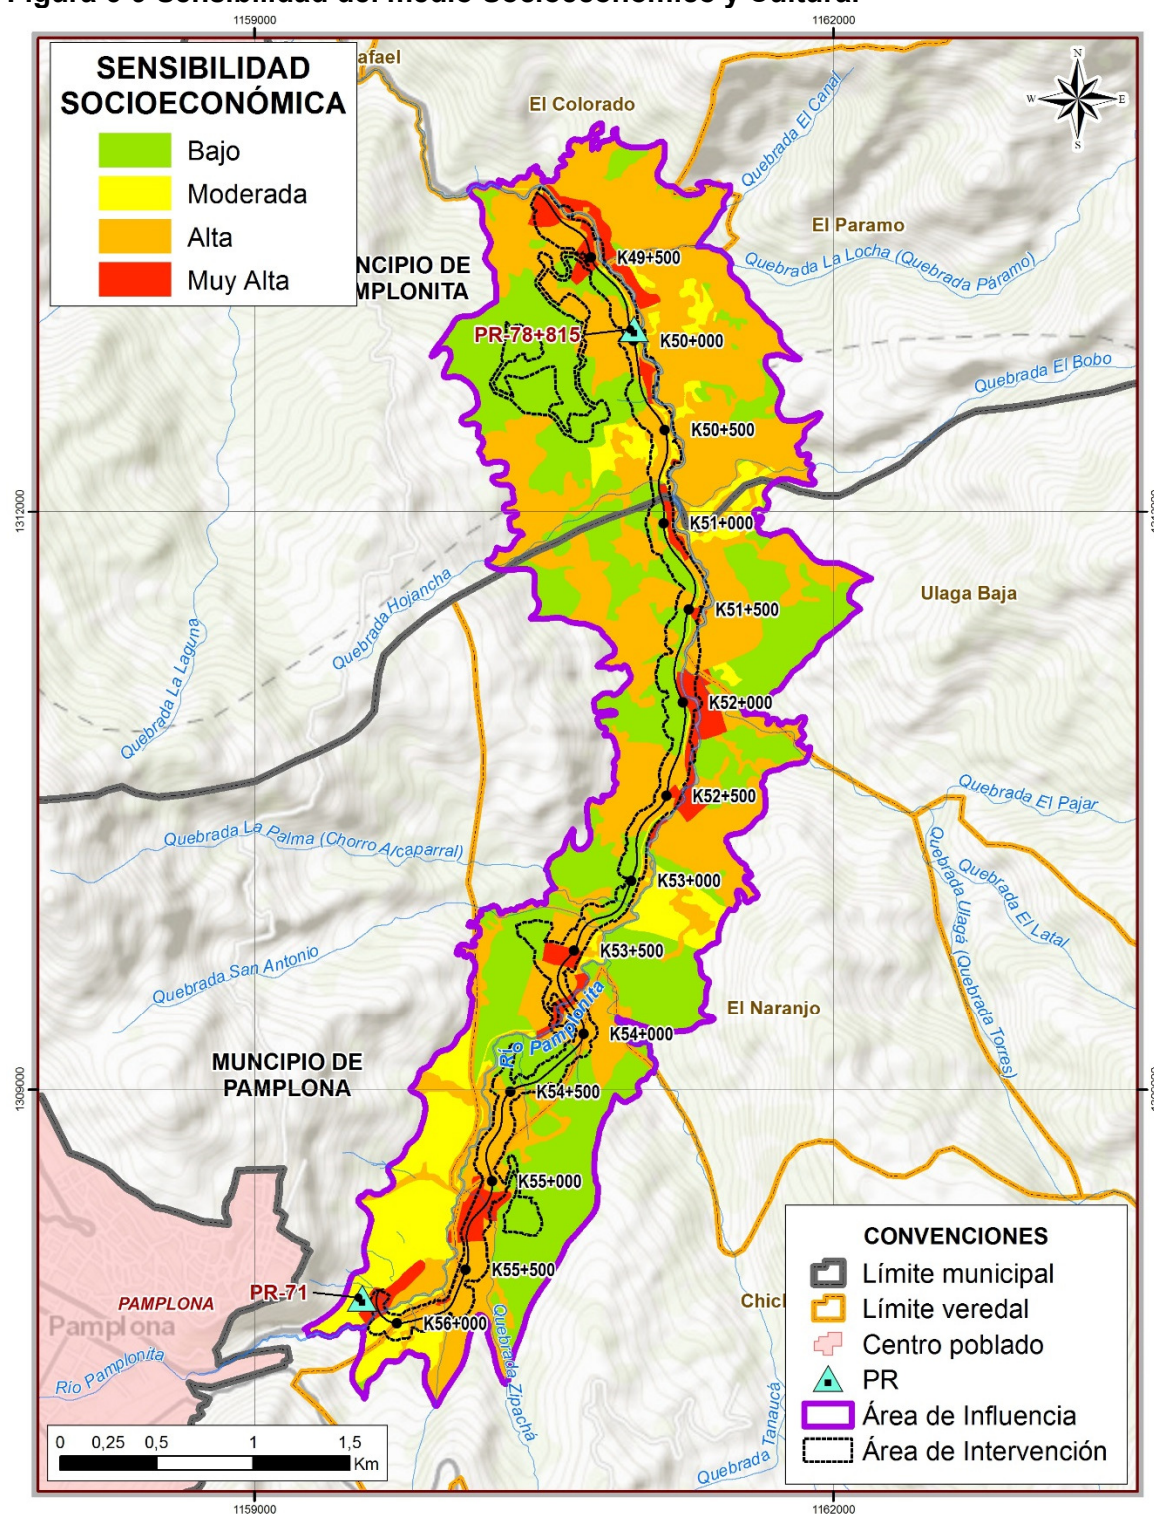 Figura 6 6 Sensibilidad del medio Socioeconómico y Cultural
1159000
1162000
SENSIBILIDAD
SOCIOECONÓMICA
Bajo
Moderada
Alta
Muy Alta
afael
El Colorado
N
W
E
S
Quebrada El Canal
El Paramo
Quebrada La Locha (Quebrada Páramo)
NCIPIO DE
MPLONITA
K49+500
PR-78+815
K50+000
Quebrada El Bobo
K50+500
1312000
1312000
K51+000
Quebrada Hojancha
Ulaga Baja
K51+500
Quebrada La Laguna
K52+000
Quebrada El Pajar
K52+500
Quebrada La Palma (Chorro Alcaparral)
K53+000
Quebrada Ulagá (Quebrada Torres)
Quebrada El Latal
K53+500
Quebrada San Antonio
El Naranjo
Río Pamplonita
K54+000
MUNCIPIO DE
PAMPLONA
1309000
1309000
K54+500
K55+000
K55+500
PR-71
PAMPLONA
Pamplona
K56+000
Chich
Río Pamplonita
Quebrada Zipachá
Quebrada Tanaucá
CONVENCIONES
Límite municipal
Límite veredal
Centro poblado
PR
Área de Influencia
Área de Intervención
0 0,25 0,5 1 1,5
Km
1159000
1162000